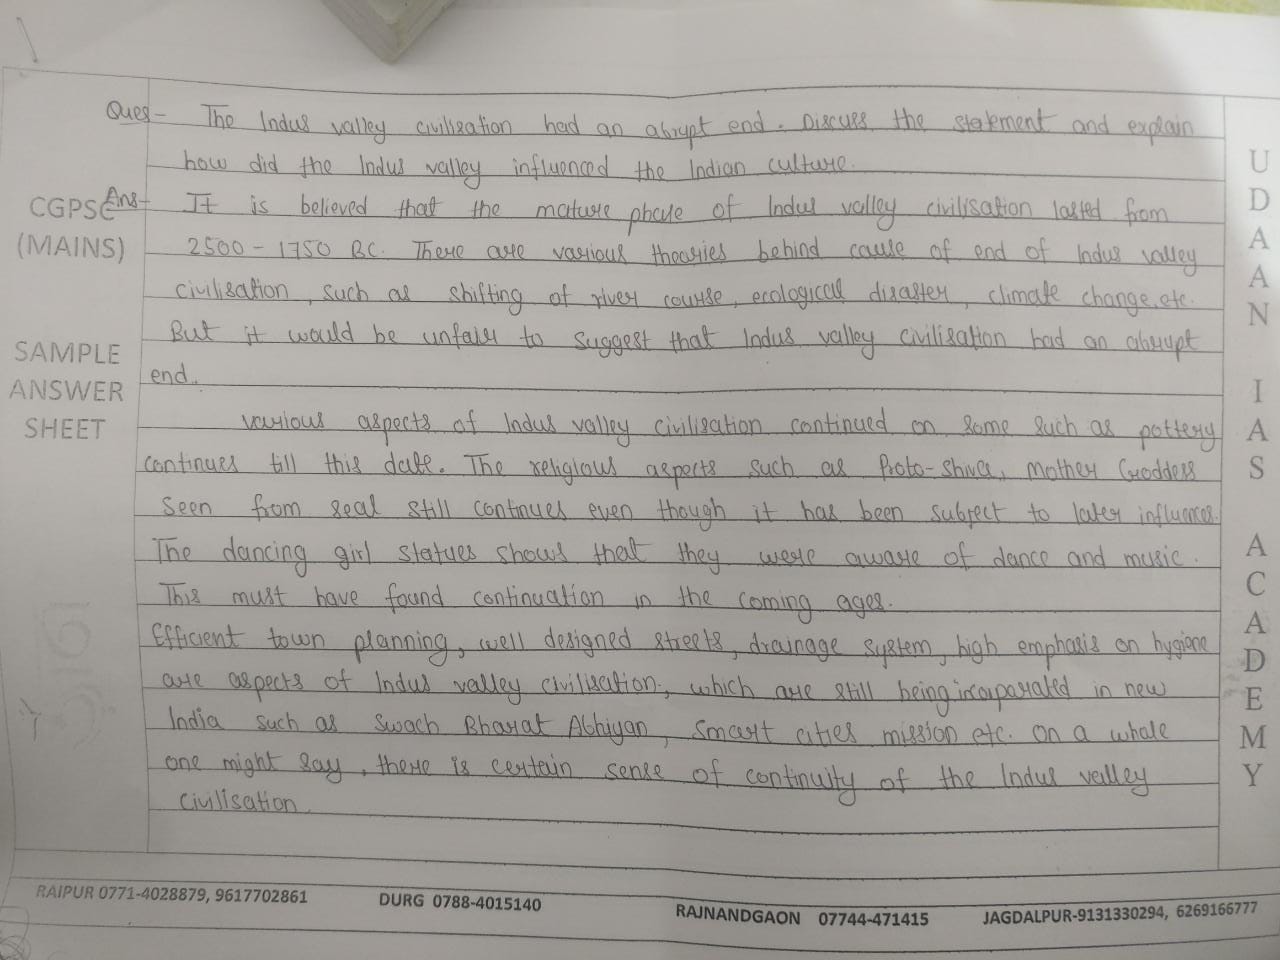 Ques- The Indus valley civilisation had an abrupt end. Discuss the statement and explain
how did the Indus valley influenced the Indian culture.
Ans- It is believed that the mature phase of Indus valley civilisation lasted from
2500 - 1750 BC. There are various theories behind cause of end of Indus valley
civilisation, such as shifting of river course, ecological disaster, climate change, etc.
But it would be unfair to suggest that Indus valley civilisation had an abrupt
end.
various aspects of Indus valley civilisation continued on some such as pottery
continues till this date. The religious aspects such as Proto-Shiva, Mother Goddess
seen from seal still continues even though it has been subject to later influences.
The dancing girl statues shows that they were aware of dance and music.
This must have found continuation in the coming ages.
Efficient town planning, well designed streets, drainage system, high emphasis on hygiene
are aspects of Indus valley civilisation, which are still being incorporated in new
India such as Swach Bharat Abhiyan, Smart cities mission etc. on a whole
one might say, there is certain sense of continuity of the Indus valley
civilisation.
CGPSC
(MAINS)
SAMPLE
ANSWER
SHEET
UDAAN IAS ACADEMY
RAIPUR 0771-4028879, 9617702861 DURG 0788-4015140 RAJNANDGAON 07744-471415 JAGDALPUR-9131330294, 6269166777